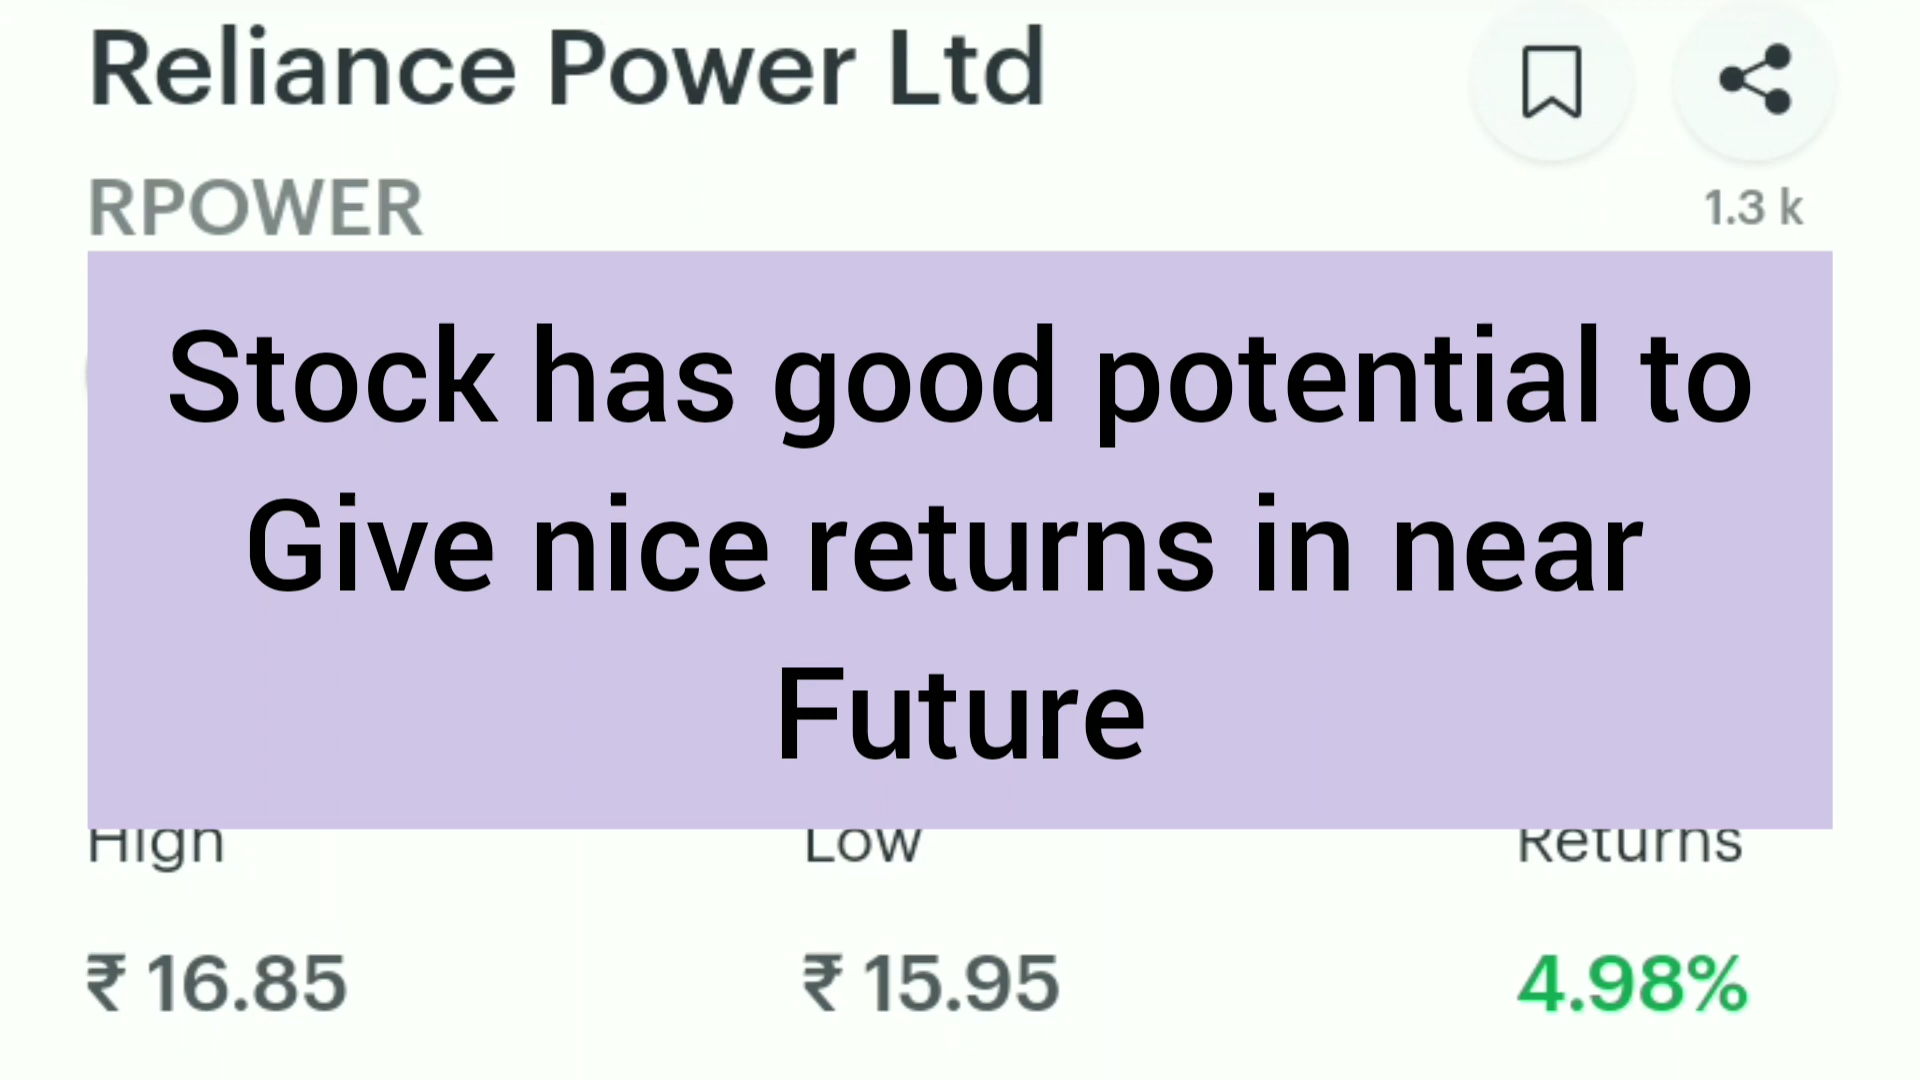 Reliance Power Ltd
RPOWER
1.3 k
Stock has good potential to
Give nice returns in near
Future
High Low Returns
₹ 16.85 ₹ 15.95 4.98%